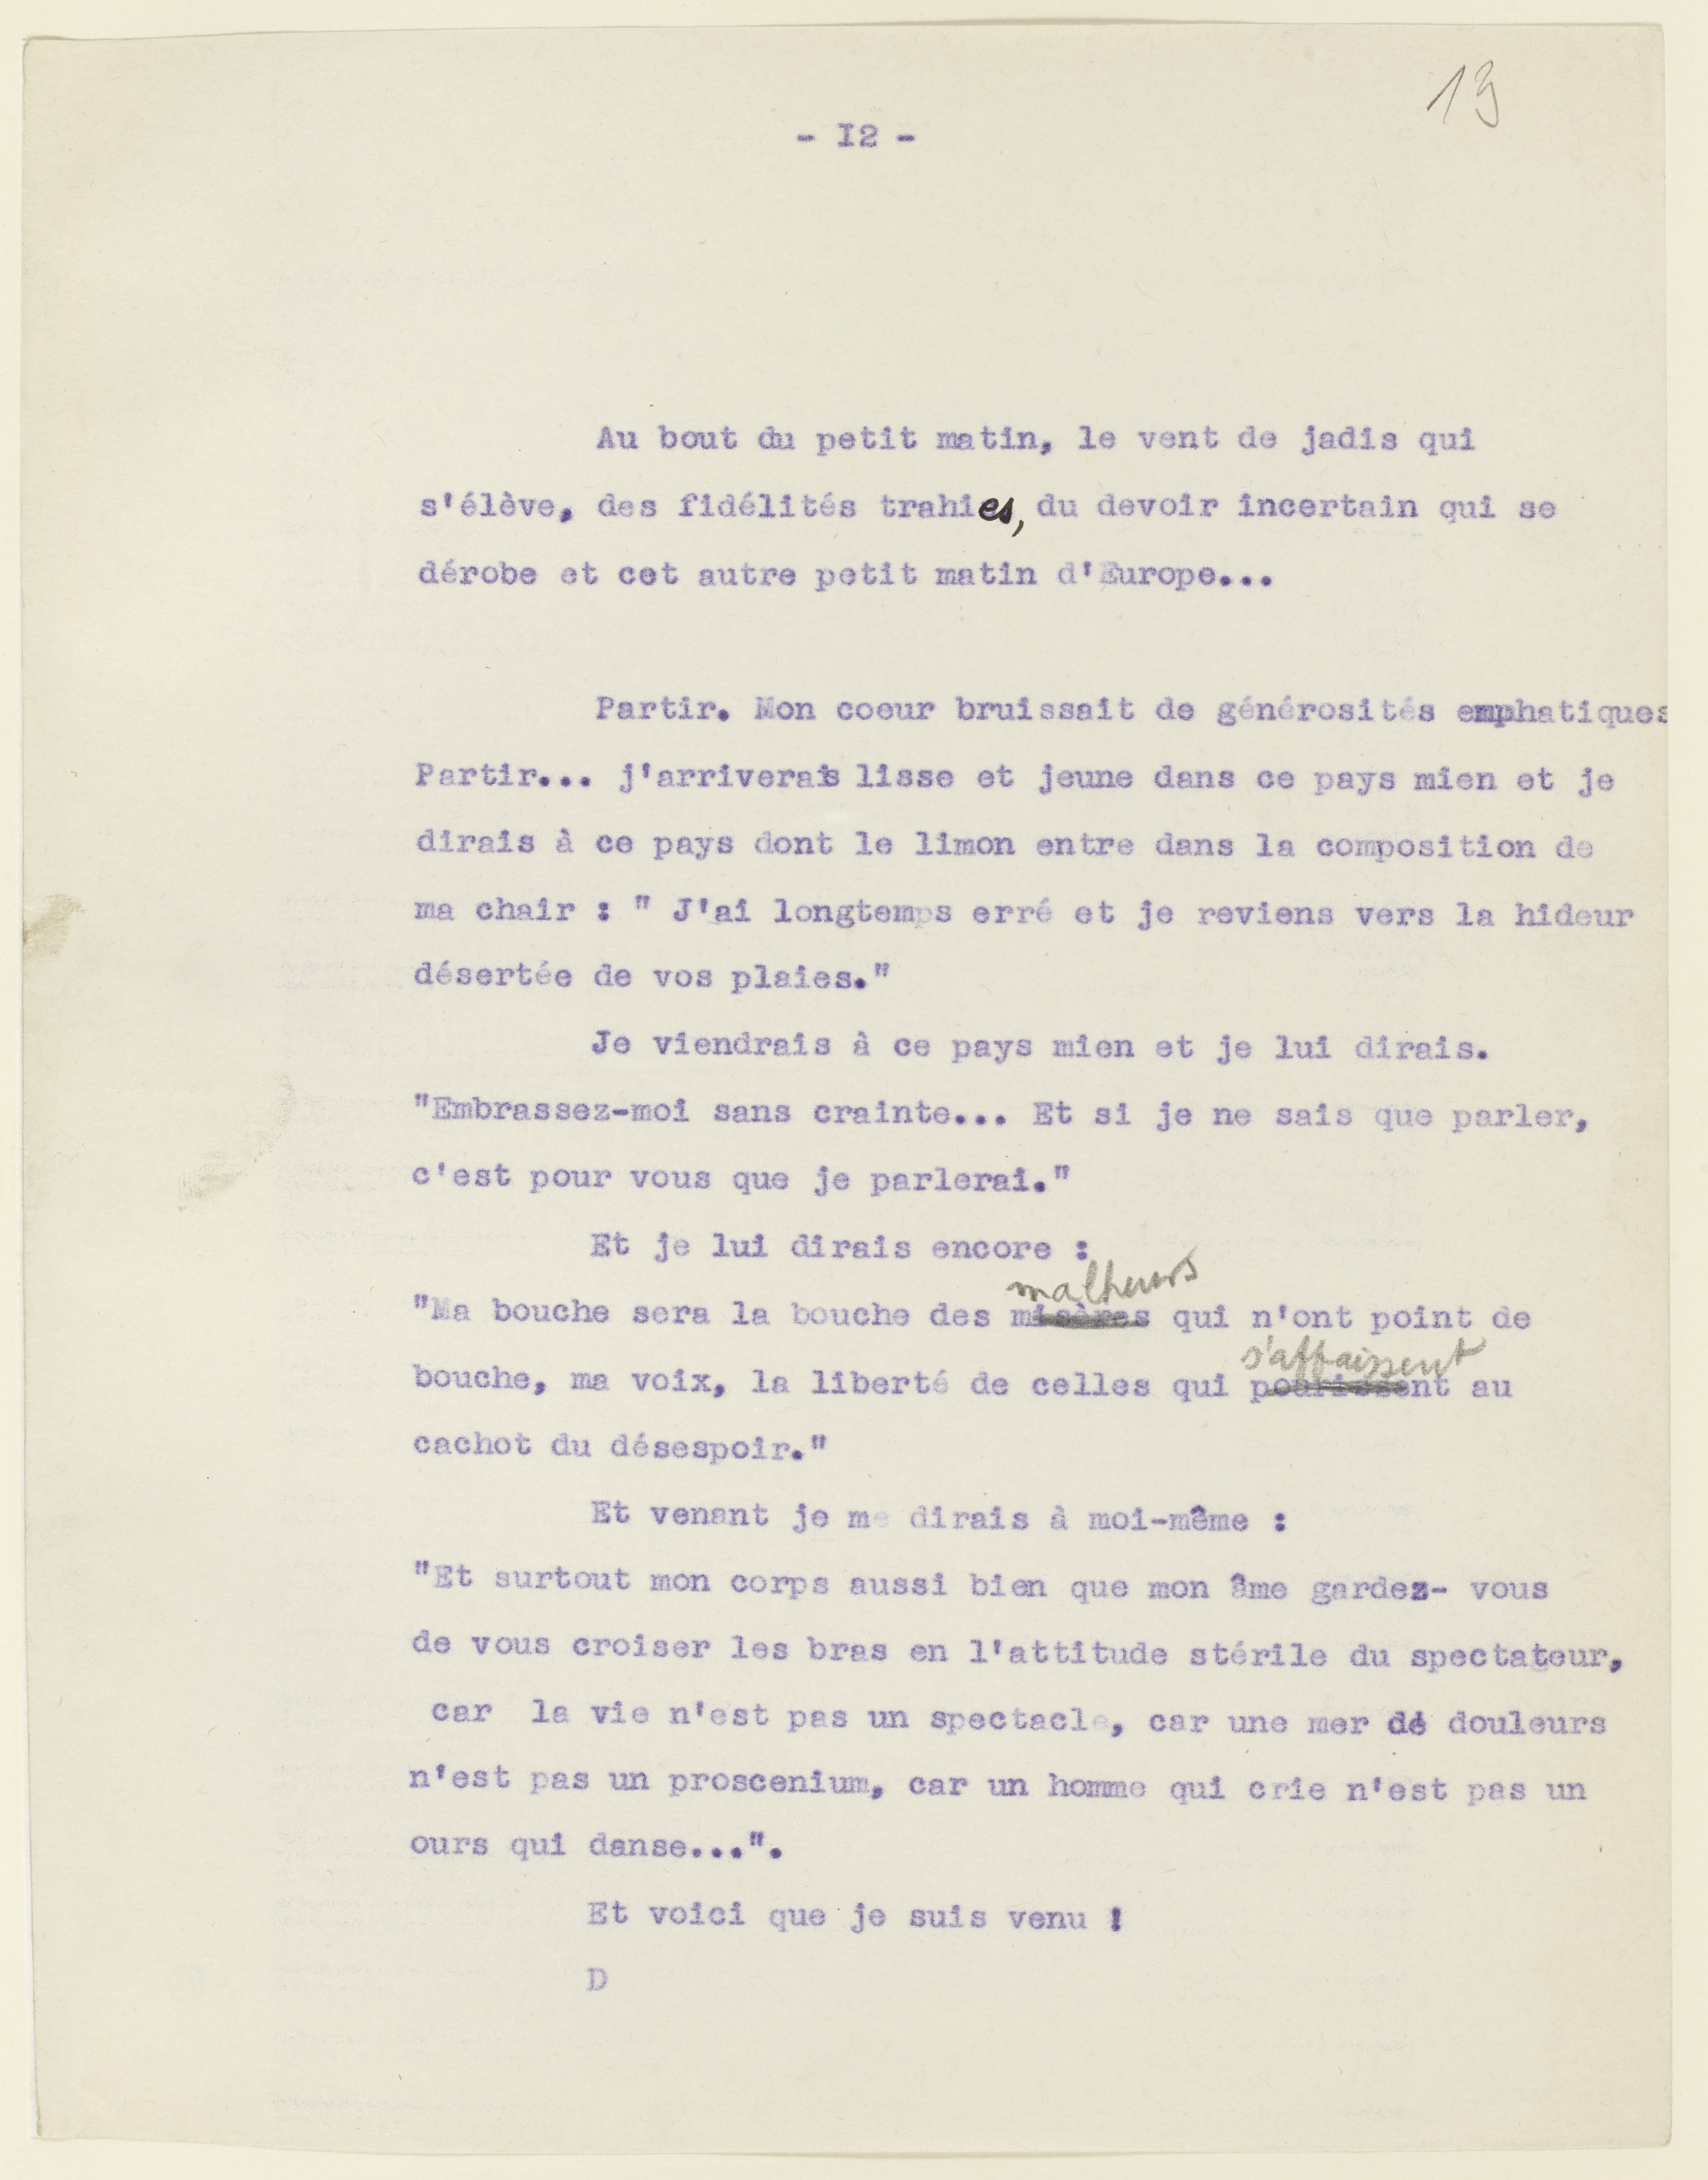 13
- I2 -
Au bout du petit matin, le vent de jadis qui
s'élève, des fidélités trahies, du devoir incertain qui se
dérobe et cet autre petit matin d'Europe...
Partir. Mon coeur bruissait de générosités emphatiques
Partir... j'arriverais lisse et jeune dans ce pays mien et je
dirais à ce pays dont le limon entre dans la composition de
ma chair : " J'ai longtemps erré et je reviens vers la hideur
désertée de vos plaies."
Je viendrais à ce pays mien et je lui dirais.
"Embrassez-moi sans crainte... Et si je ne sais que parler,
c'est pour vous que je parlerai."
Et je lui dirais encore :
malheurs
"Ma bouche sera la bouche des misères qui n'ont point de
s'affaissent
bouche, ma voix, la liberté de celles qui pourissent au
cachot du désespoir."
Et venant je me dirais à moi-même :
"Et surtout mon corps aussi bien que mon âme gardez- vous
de vous croiser les bras en l'attitude stérile du spectateur,
car la vie n'est pas un spectacle, car une mer de douleurs
n'est pas un proscenium, car un homme qui crie n'est pas un
ours qui danse...".
Et voici que je suis venu !
D